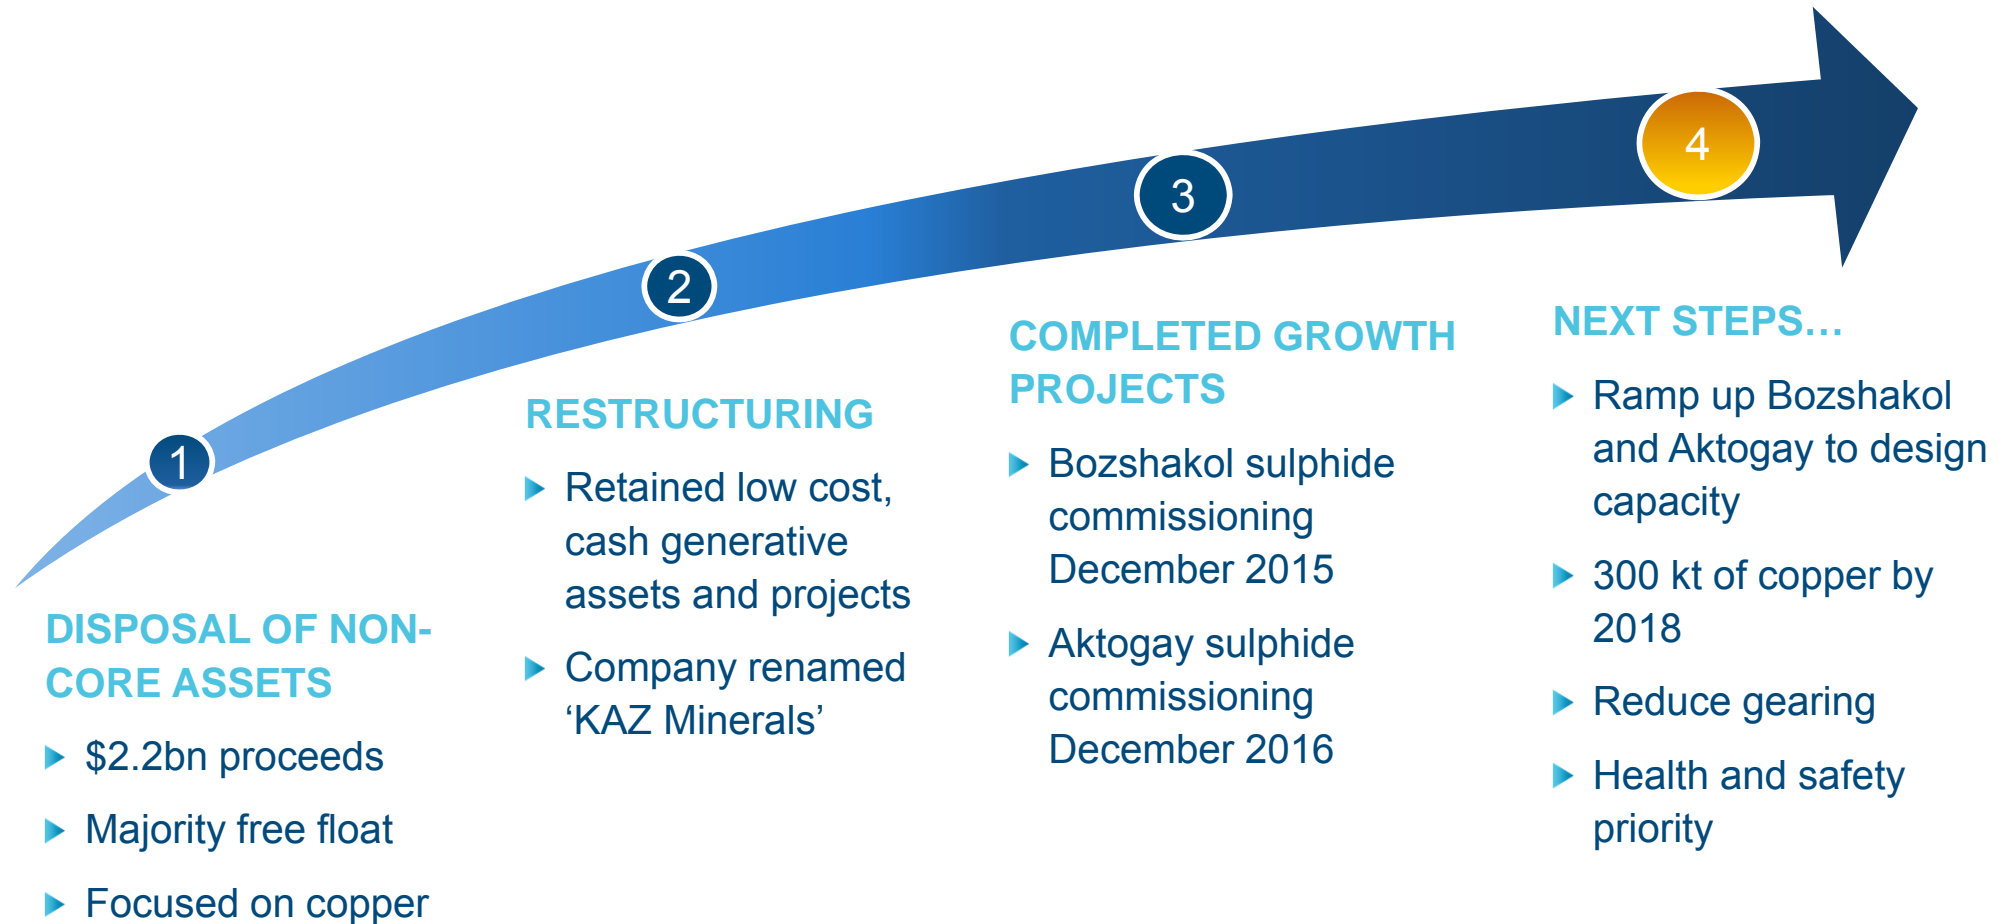 1
DISPOSAL OF NON-
CORE ASSETS
$2.2bn proceeds
Majority free float
Focused on copper
2
RESTRUCTURING
Retained low cost,
cash generative
assets and projects
Company renamed
‘KAZ Minerals’
3
COMPLETED GROWTH
PROJECTS
Bozshakol sulphide
commissioning
December 2015
Aktogay sulphide
commissioning
December 2016
4
NEXT STEPS…
Ramp up Bozshakol
and Aktogay to design
capacity
300 kt of copper by
2018
Reduce gearing
Health and safety
priority